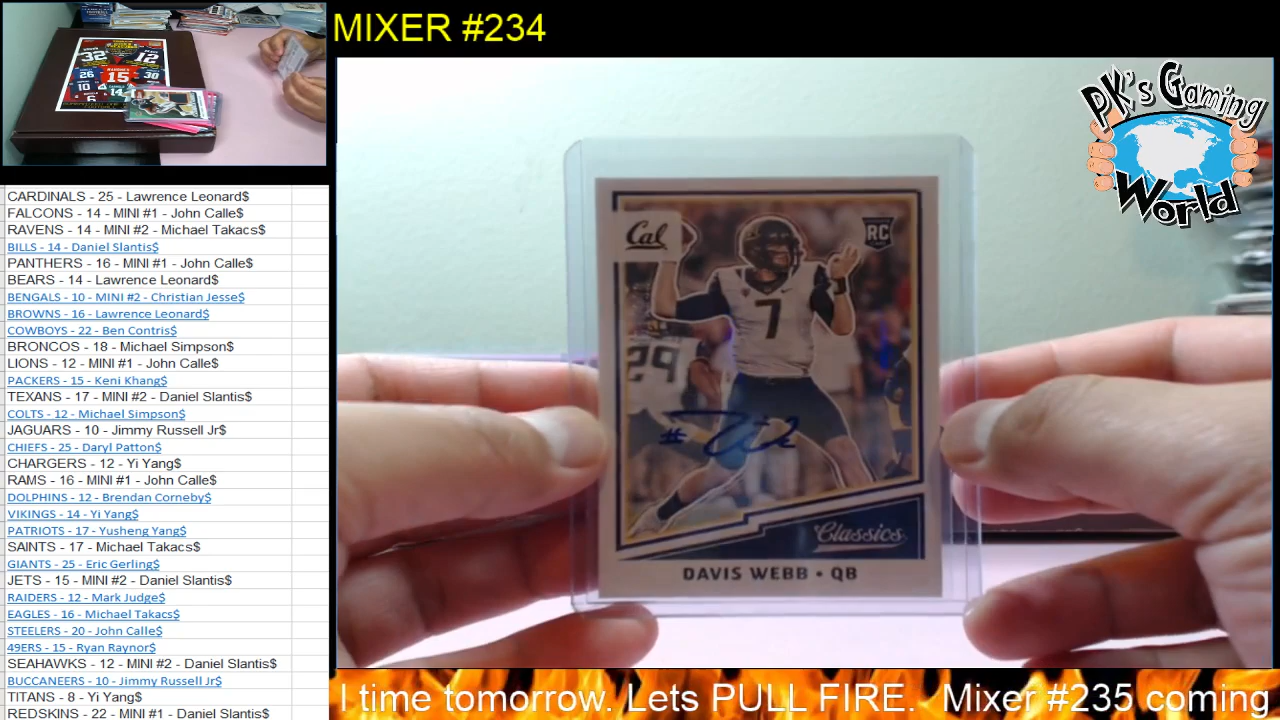 MIXER #234
PK's Gaming
World
CARDINALS - 25 - Lawrence Leonard$
FALCONS - 14 - MINI #1 - John Calle$
RAVENS - 14 - MINI #2 - Michael Takacs$
BILLS - 14 - Daniel Slantis$
PANTHERS - 16 - MINI #1 - John Calle$
BEARS - 14 - Lawrence Leonard$
BENGALS - 10 - MINI #2 - Christian Jesse$
BROWNS - 16 - Lawrence Leonard$
COWBOYS - 22 - Ben Contris$
BRONCOS - 18 - Michael Simpson$
LIONS - 12 - MINI #1 - John Calle$
PACKERS - 15 - Keni Khang$
TEXANS - 17 - MINI #2 - Daniel Slantis$
COLTS - 12 - Michael Simpson$
JAGUARS - 10 - Jimmy Russell Jr$
CHIEFS - 25 - Daryl Patton$
CHARGERS - 12 - Yi Yang$
RAMS - 16 - MINI #1 - John Calle$
DOLPHINS - 12 - Brendan Corneby$
VIKINGS - 14 - Yi Yang$
PATRIOTS - 17 - Yusheng Yang$
SAINTS - 17 - Michael Takacs$
GIANTS - 25 - Eric Gerling$
JETS - 15 - MINI #2 - Daniel Slantis$
RAIDERS - 12 - Mark Judge$
EAGLES - 16 - Michael Takacs$
STEELERS - 20 - John Calle$
49ERS - 15 - Ryan Raynor$
SEAHAWKS - 12 - MINI #2 - Daniel Slantis$
BUCCANEERS - 10 - Jimmy Russell Jr$
TITANS - 8 - Yi Yang$
REDSKINS - 22 - MINI #1 - Daniel Slantis$
32
12
26
15
30
10
14
Cal
RC
7
29
Classics
DAVIS WEBB • QB
I time tomorrow. Lets PULL FIRE. Mixer #235 coming